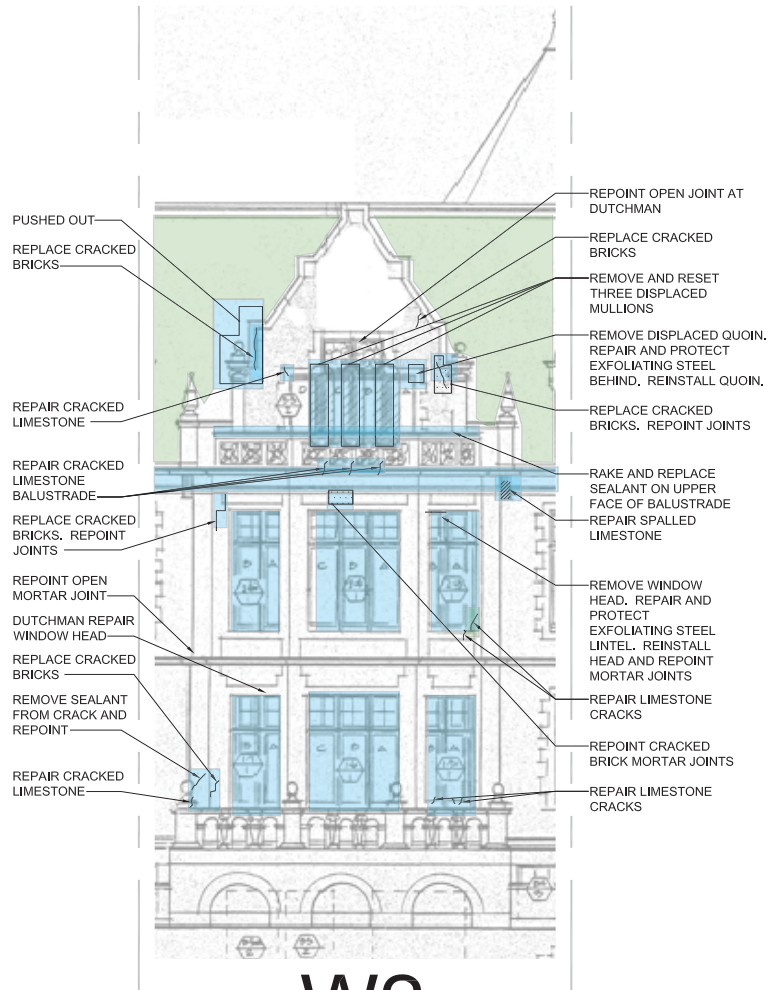 PUSHED OUT
REPLACE CRACKED
BRICKS
REPAIR CRACKED
LIMESTONE
REPAIR CRACKED
LIMESTONE
BALUSTRADE
REPLACE CRACKED
BRICKS. REPOINT
JOINTS
REPOINT OPEN
MORTAR JOINT
DUTCHMAN REPAIR
WINDOW HEAD
REPLACE CRACKED
BRICKS
REMOVE SEALANT
FROM CRACK AND
REPOINT
REPAIR CRACKED
LIMESTONE
REPOINT OPEN JOINT AT
DUTCHMAN
REPLACE CRACKED
BRICKS
REMOVE AND RESET
THREE DISPLACED
MULLIONS
REMOVE DISPLACED QUOIN.
REPAIR AND PROTECT
EXFOLIATING STEEL
BEHIND. REINSTALL QUOIN.
REPLACE CRACKED
BRICKS. REPOINT JOINTS
RAKE AND REPLACE
SEALANT ON UPPER
FACE OF BALUSTRADE
REPAIR SPALLED
LIMESTONE
REMOVE WINDOW
HEAD. REPAIR AND
PROTECT
EXFOLIATING STEEL
LINTEL. REINSTALL
HEAD AND REPOINT
MORTAR JOINTS
REPAIR LIMESTONE
CRACKS
REPOINT CRACKED
BRICK MORTAR JOINTS
REPAIR LIMESTONE
CRACKS